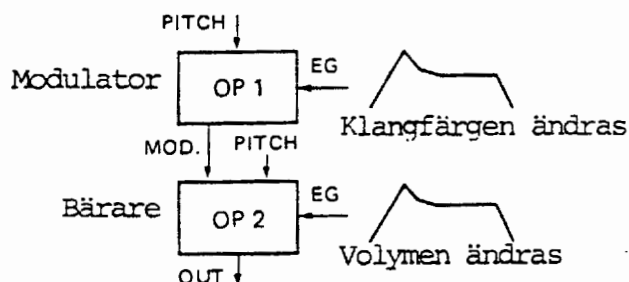 PITCH
Modulator OP 1 EG
Klangfärgen ändras
MOD. PITCH
Bärare OP 2 EG
Volymen ändras
OUT